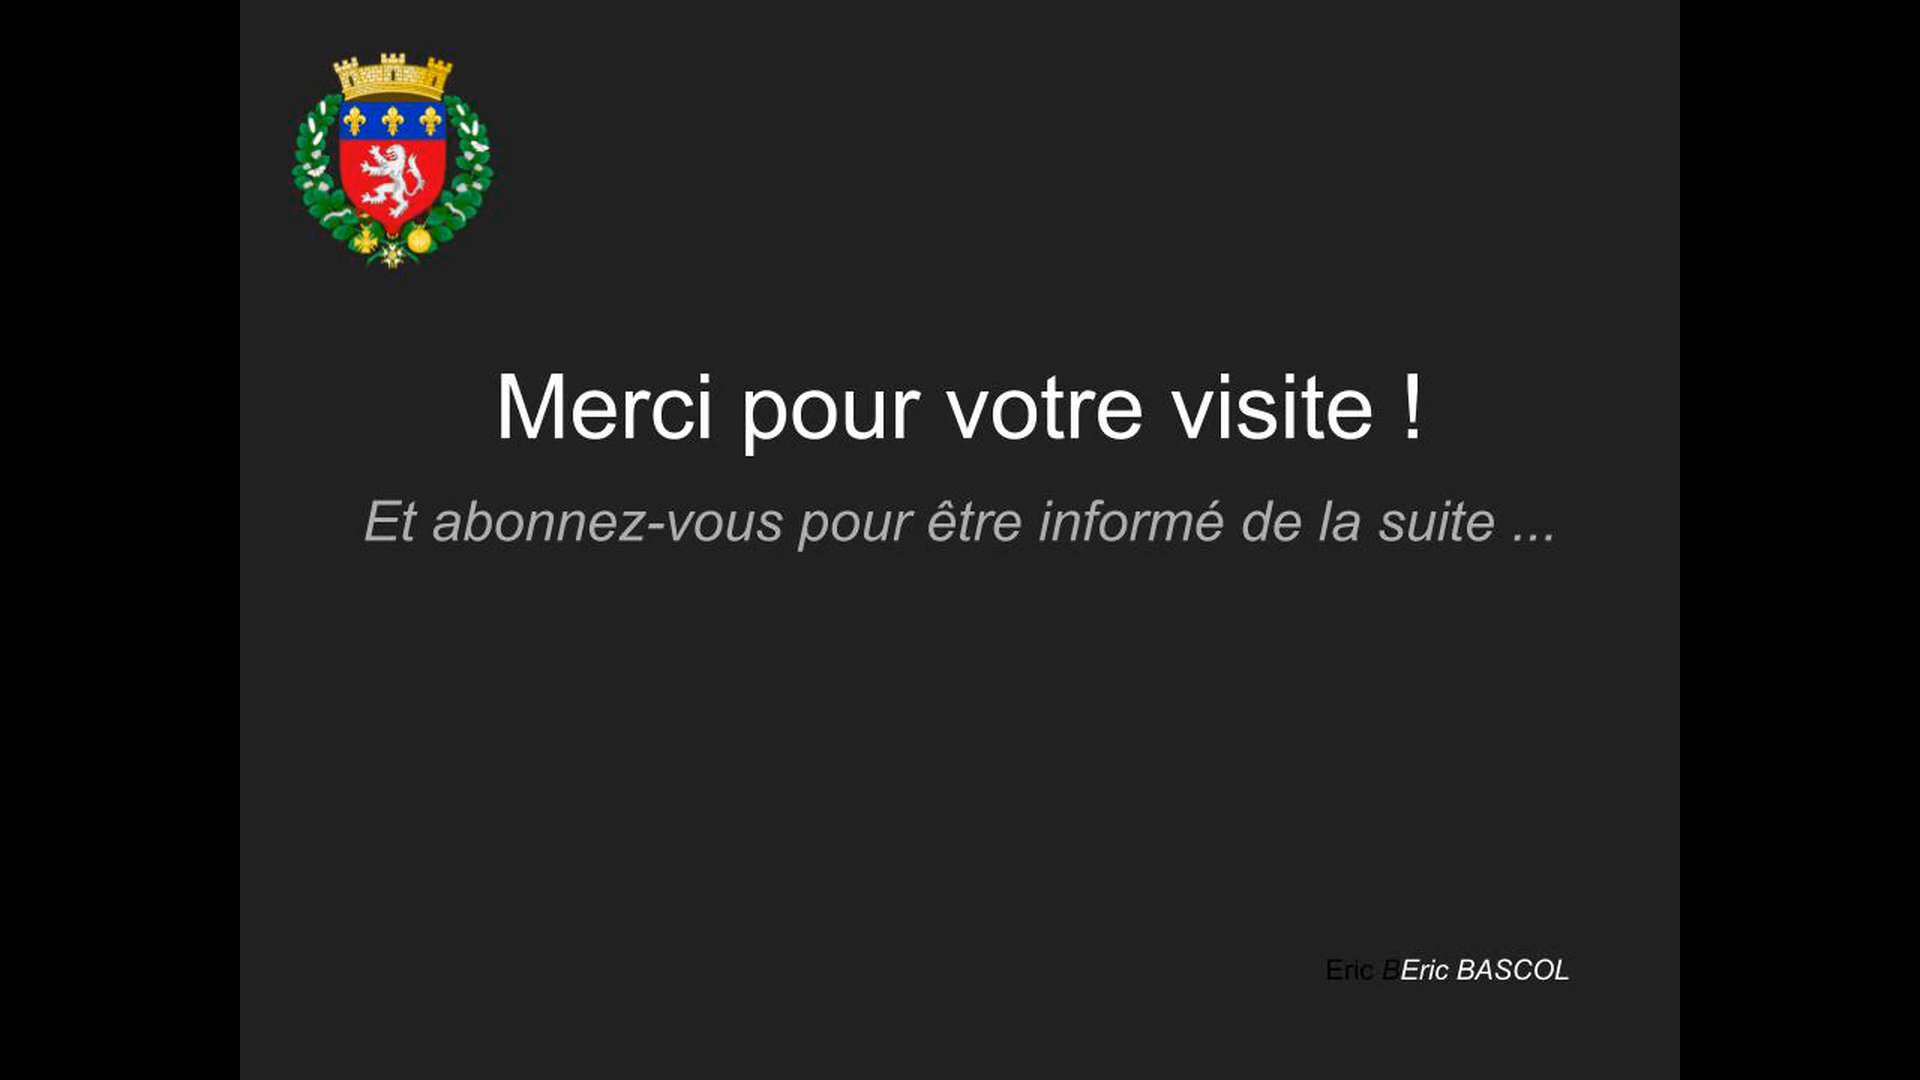 Merci pour votre visite !
Et abonnez-vous pour être informé de la suite ...
Eric BEric BASCOL